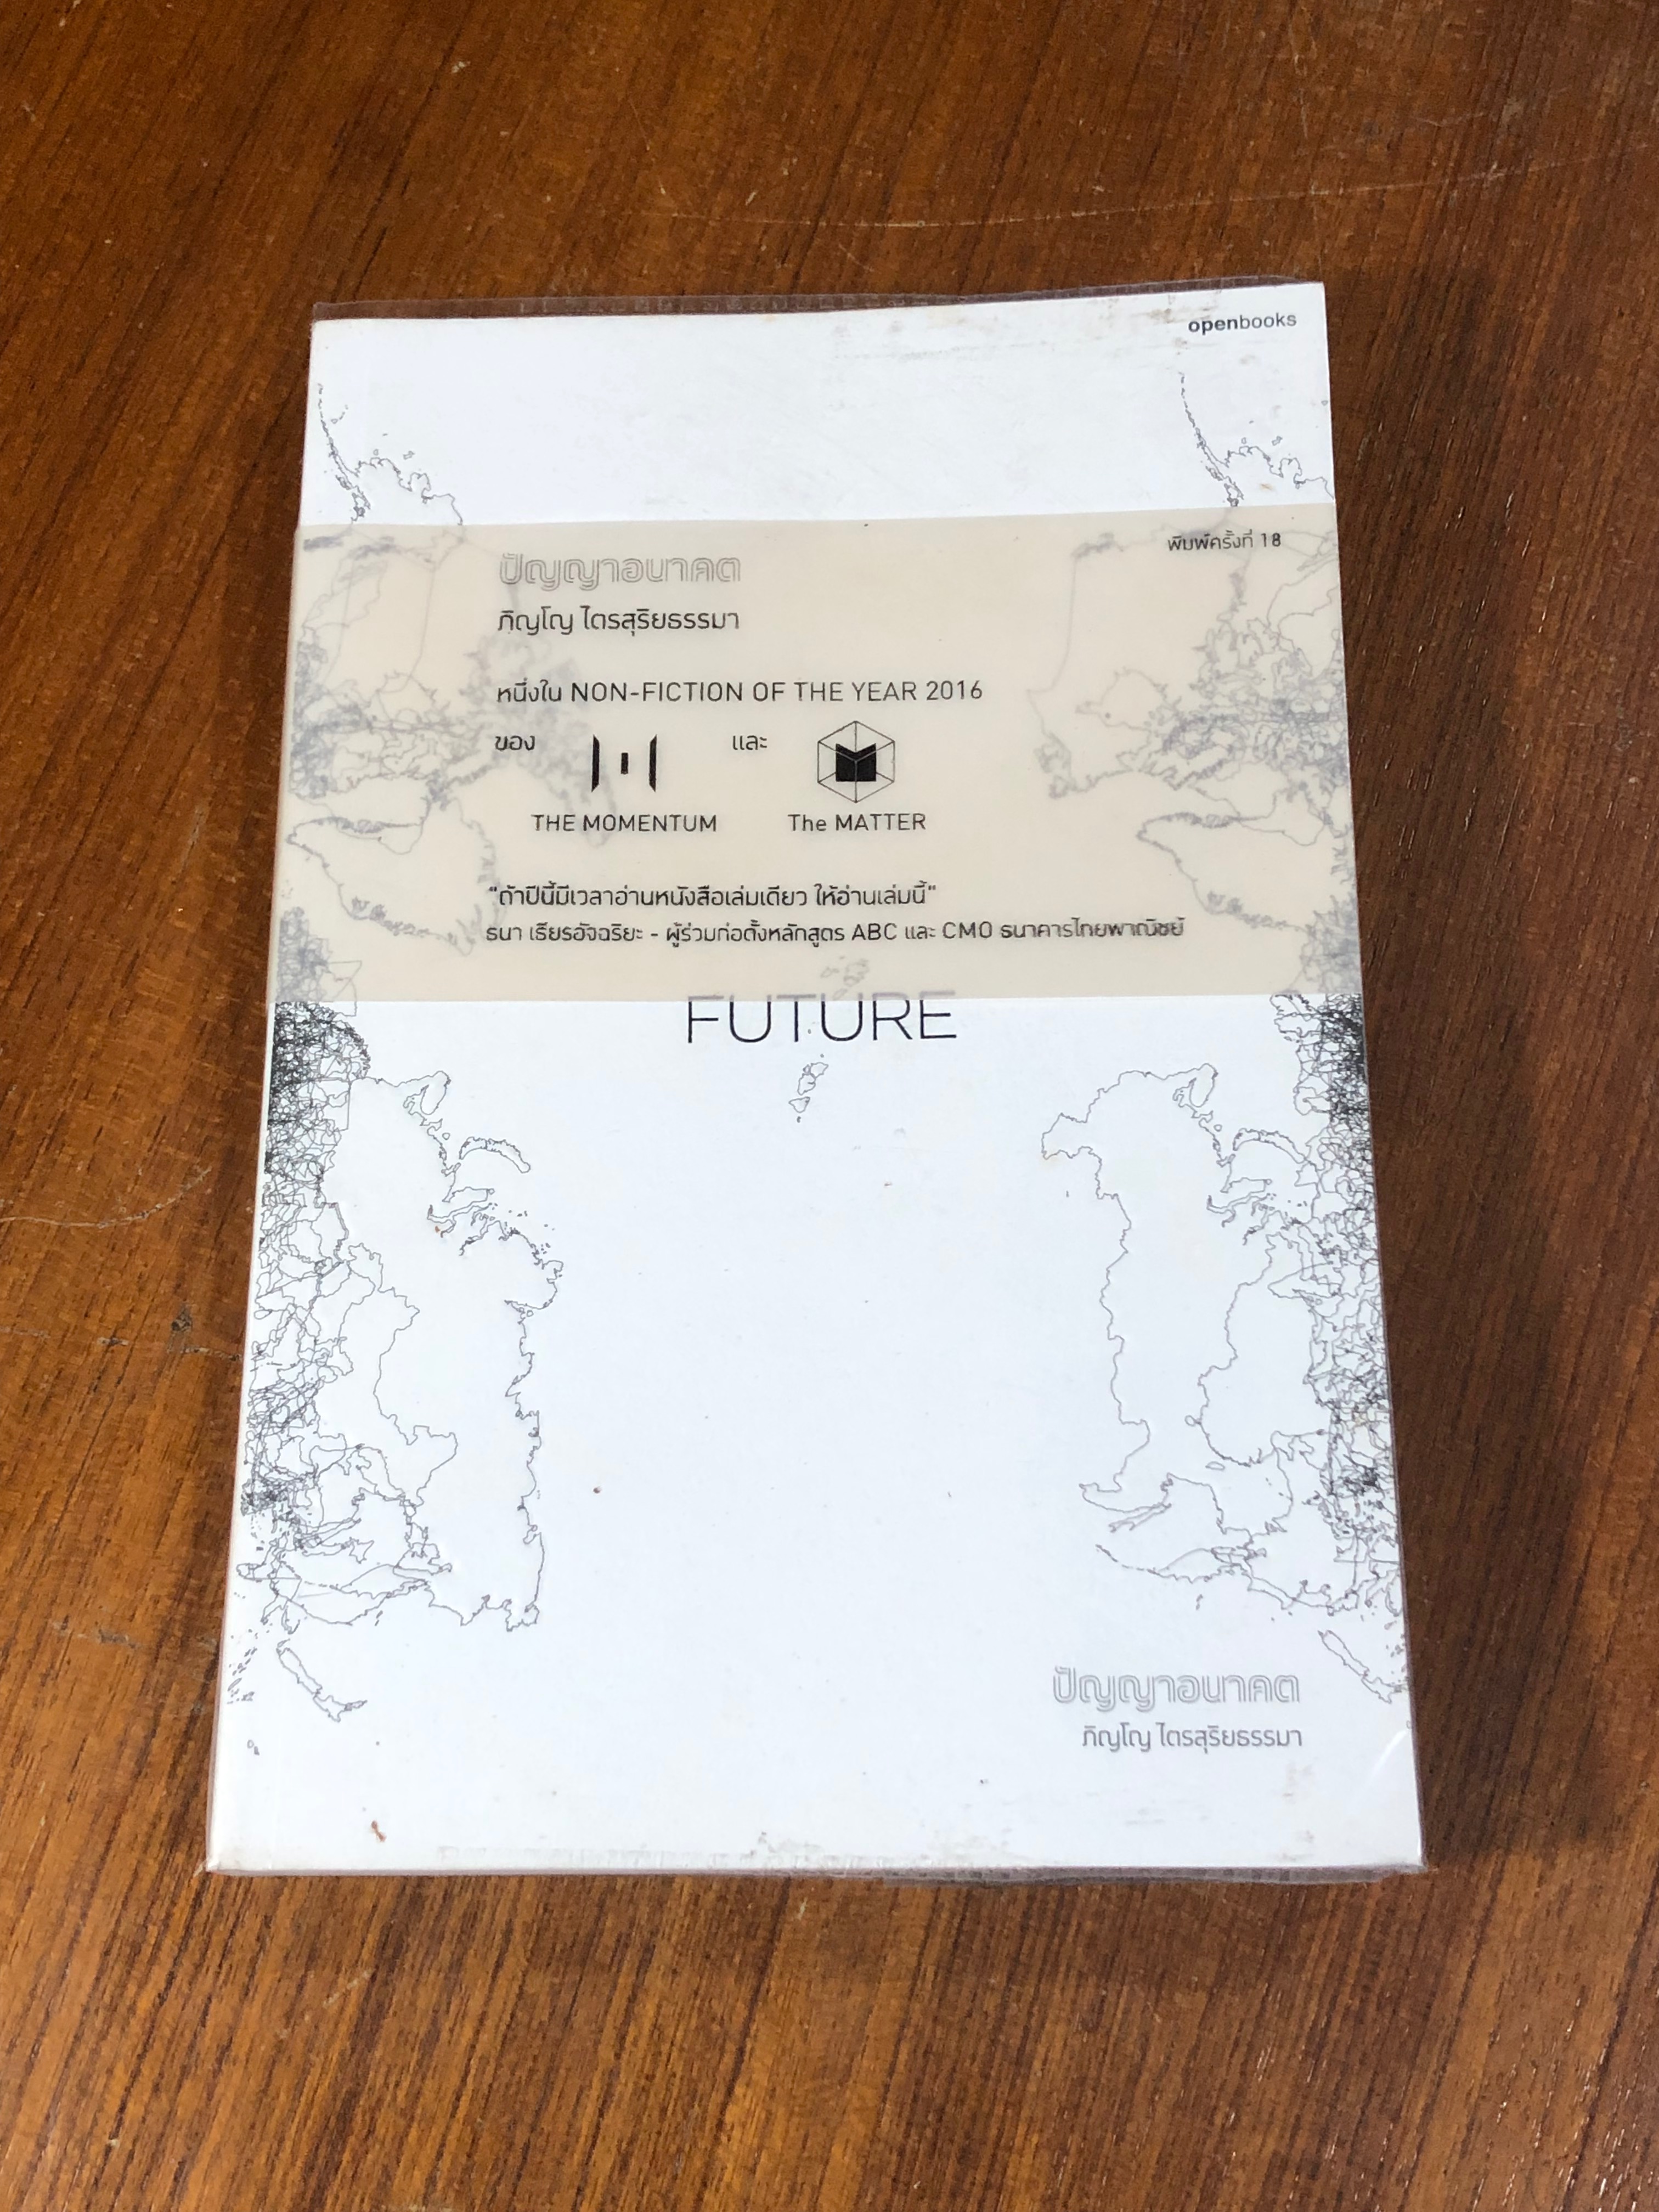 openbooks
พิมพ์ครั้งที่ 18
ปัญญาอนาคต
ภิญโญ ไตรสุริยธรรมา
หนึ่งใน NON-FICTION OF THE YEAR 2016
ของ และ
THE MOMENTUM The MATTER
“ถ้าปีนี้มีเวลาอ่านหนังสือเล่มเดียว ให้อ่านเล่มนี้”
ธนา เธียรอัจฉริยะ - ผู้ร่วมก่อตั้งหลักสูตร ABC และ CMO ธนาคารไทยพาณิชย์
FUTURE
ปัญญาอนาคต
ภิญโญ ไตรสุริยธรรมา